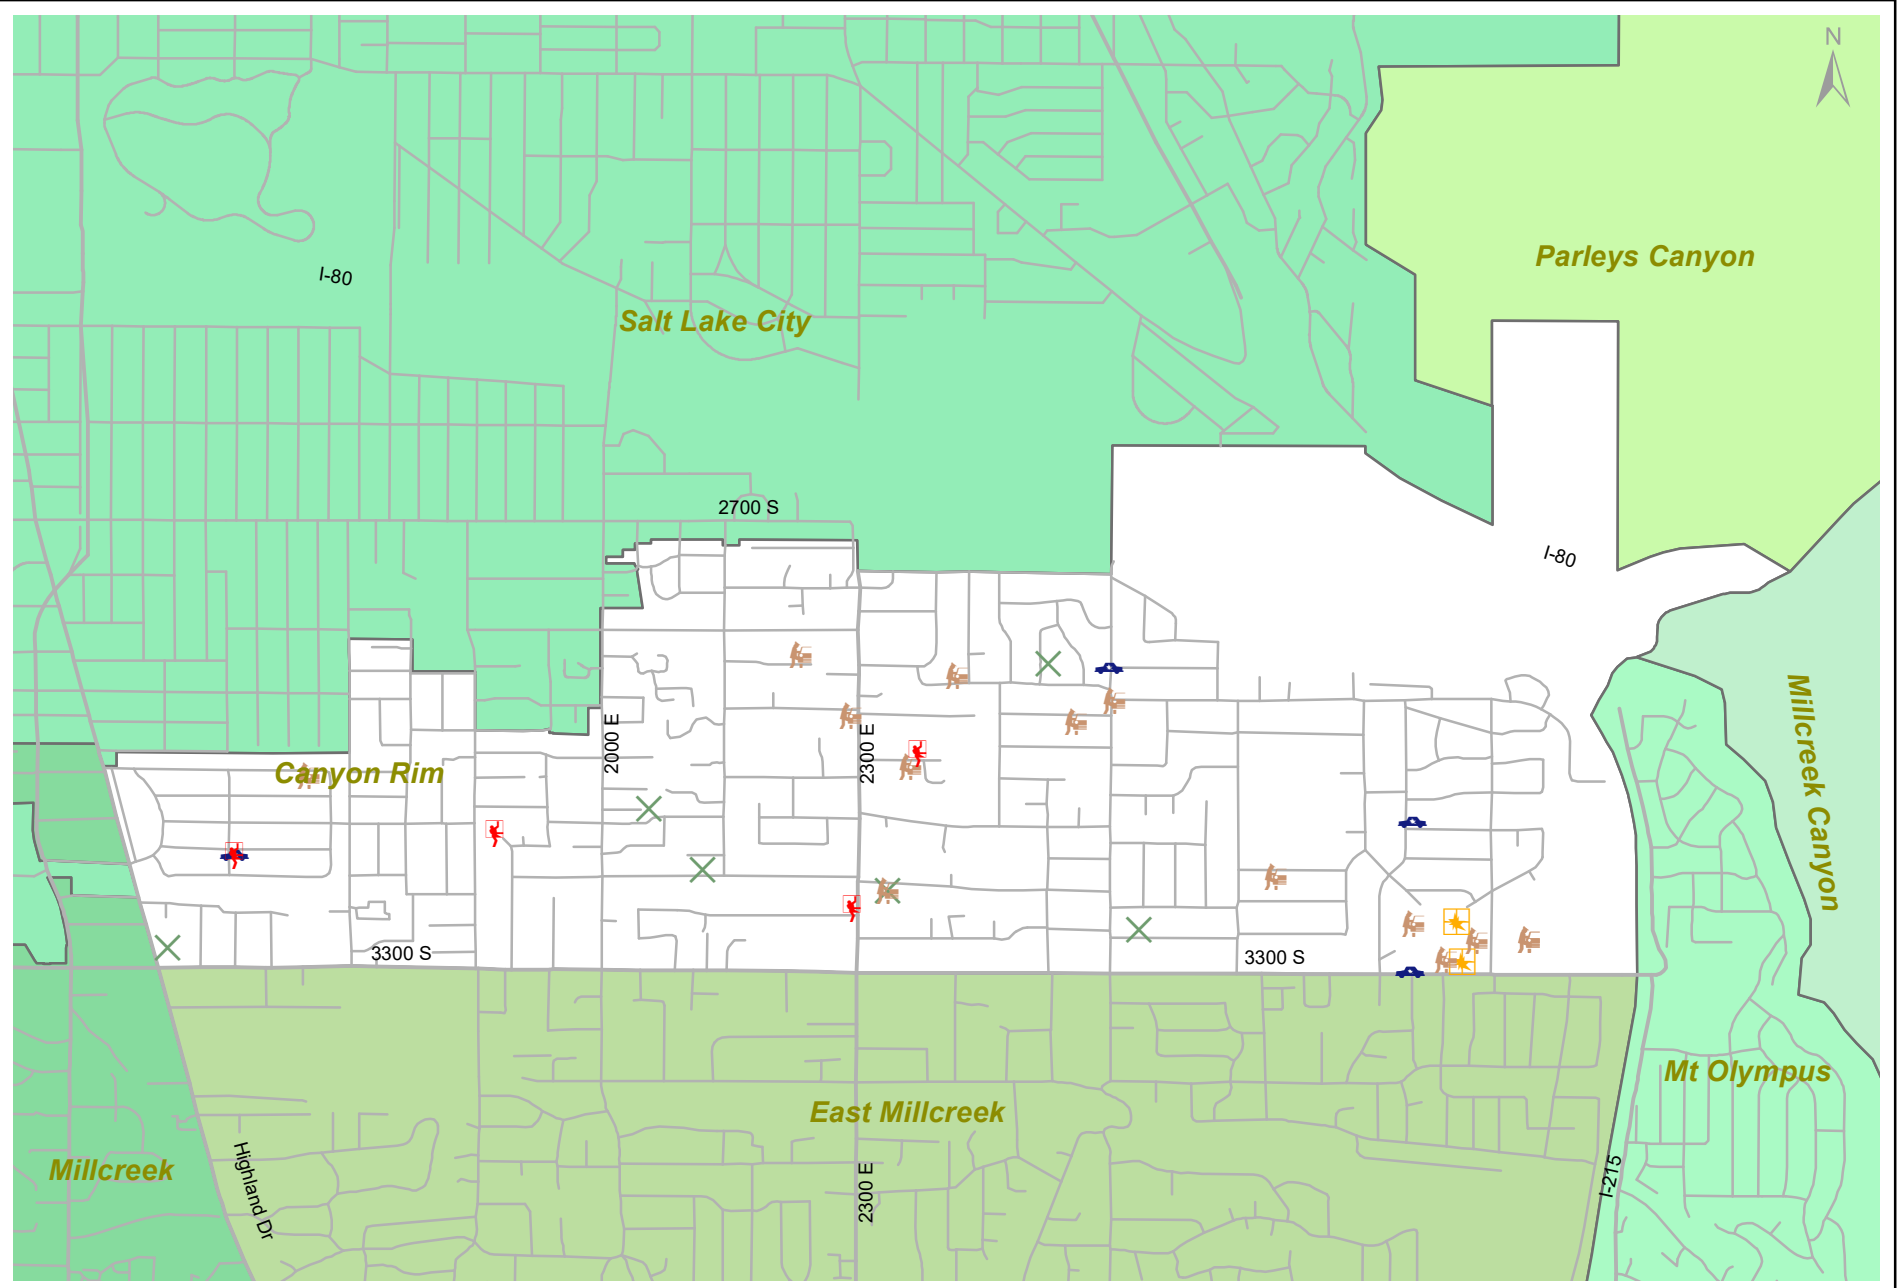 N
Parleys Canyon
I-80
Salt Lake City
2700 S
I-80
Millcreek Canyon
2000 E
2300 E
Canyon Rim
3300 S
3300 S
Mt Olympus
East Millcreek
Millcreek
Highland Dr
2300 E
I-215